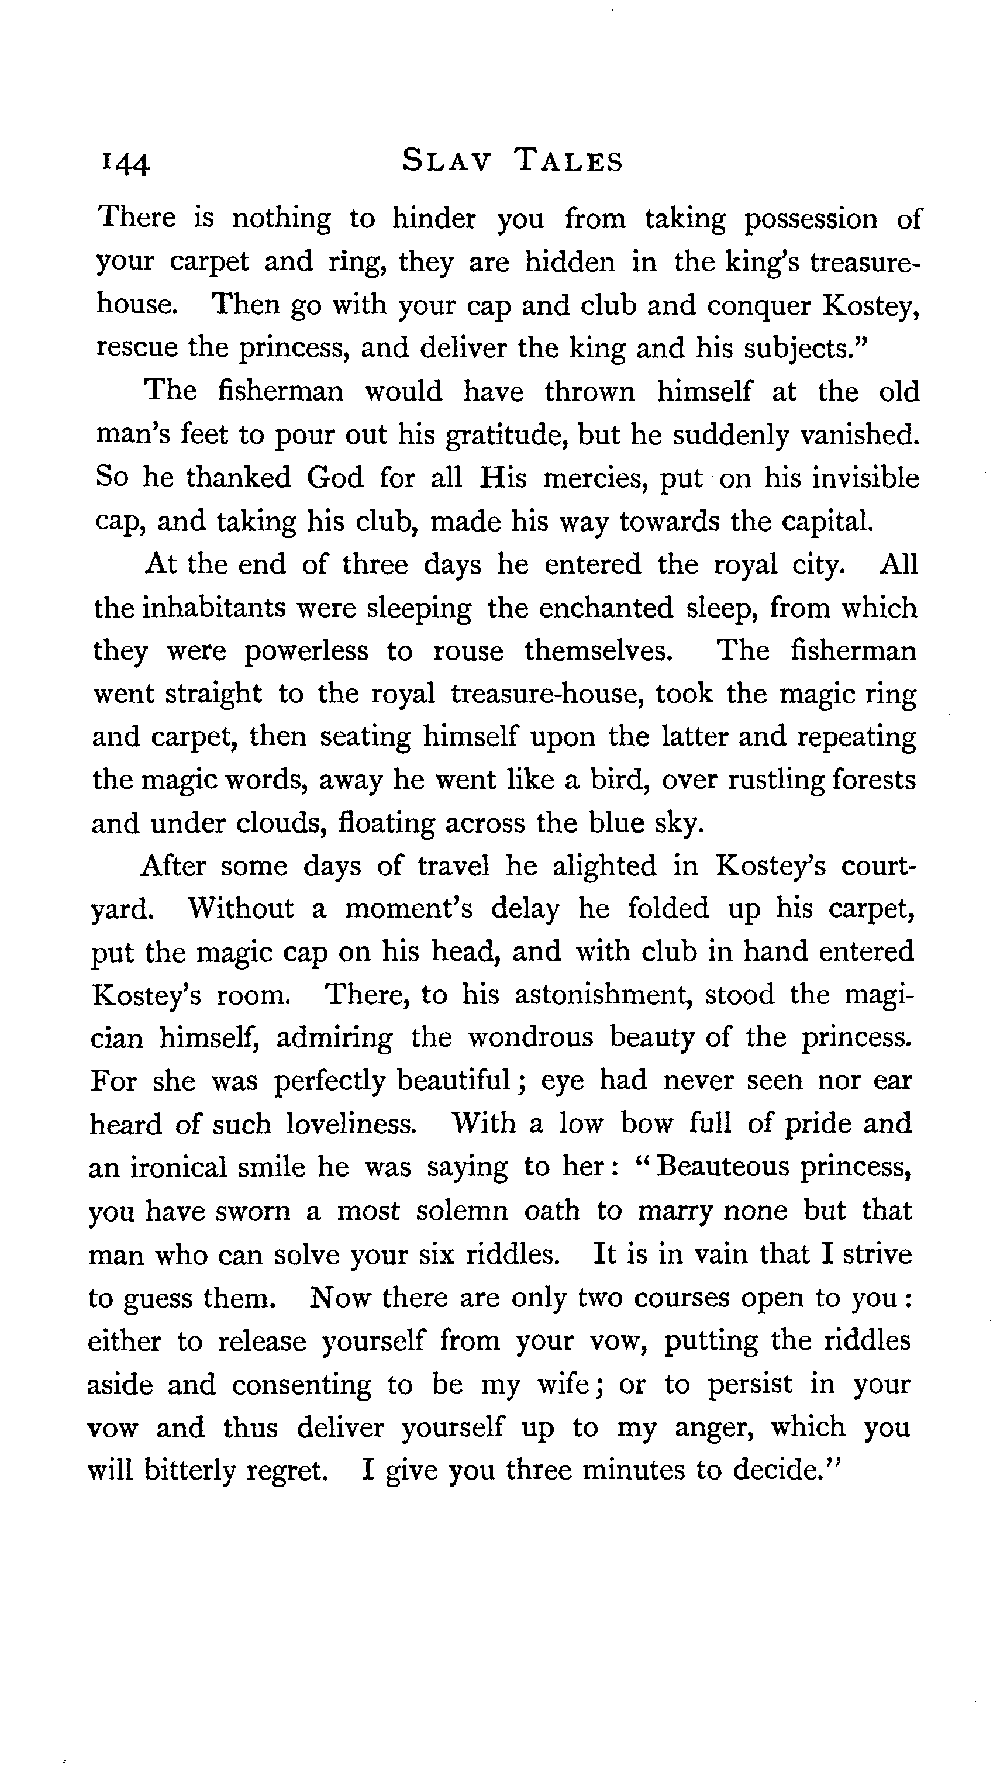 144 SLAV TALES
There is nothing to hinder you from taking possession of
your carpet and ring, they are hidden in the king's treasure-
house. Then go with your cap and club and conquer Kostey,
rescue the princess, and deliver the king and his subjects."
The fisherman would have thrown himself at the old
man's feet to pour out his gratitude, but he suddenly vanished.
So he thanked God for all His mercies, put on his invisible
cap, and taking his club, made his way towards the capital.
At the end of three days he entered the royal city. All
the inhabitants were sleeping the enchanted sleep, from which
they were powerless to rouse themselves. The fisherman
went straight to the royal treasure-house, took the magic ring
and carpet, then seating himself upon the latter and repeating
the magic words, away he went like a bird, over rustling forests
and under clouds, floating across the blue sky.
After some days of travel he alighted in Kostey's court-
yard. Without a moment's delay he folded up his carpet,
put the magic cap on his head, and with club in hand entered
Kostey's room. There, to his astonishment, stood the magi-
cian himself, admiring the wondrous beauty of the princess.
For she was perfectly beautiful; eye had never seen nor ear
heard of such loveliness. With a low bow full of pride and
an ironical smile he was saying to her: "Beauteous princess,
you have sworn a most solemn oath to marry none but that
man who can solve your six riddles. It is in vain that I strive
to guess them. Now there are only two courses open to you:
either to release yourself from your vow, putting the riddles
aside and consenting to be my wife; or to persist in your
vow and thus deliver yourself up to my anger, which you
will bitterly regret. I give you three minutes to decide."